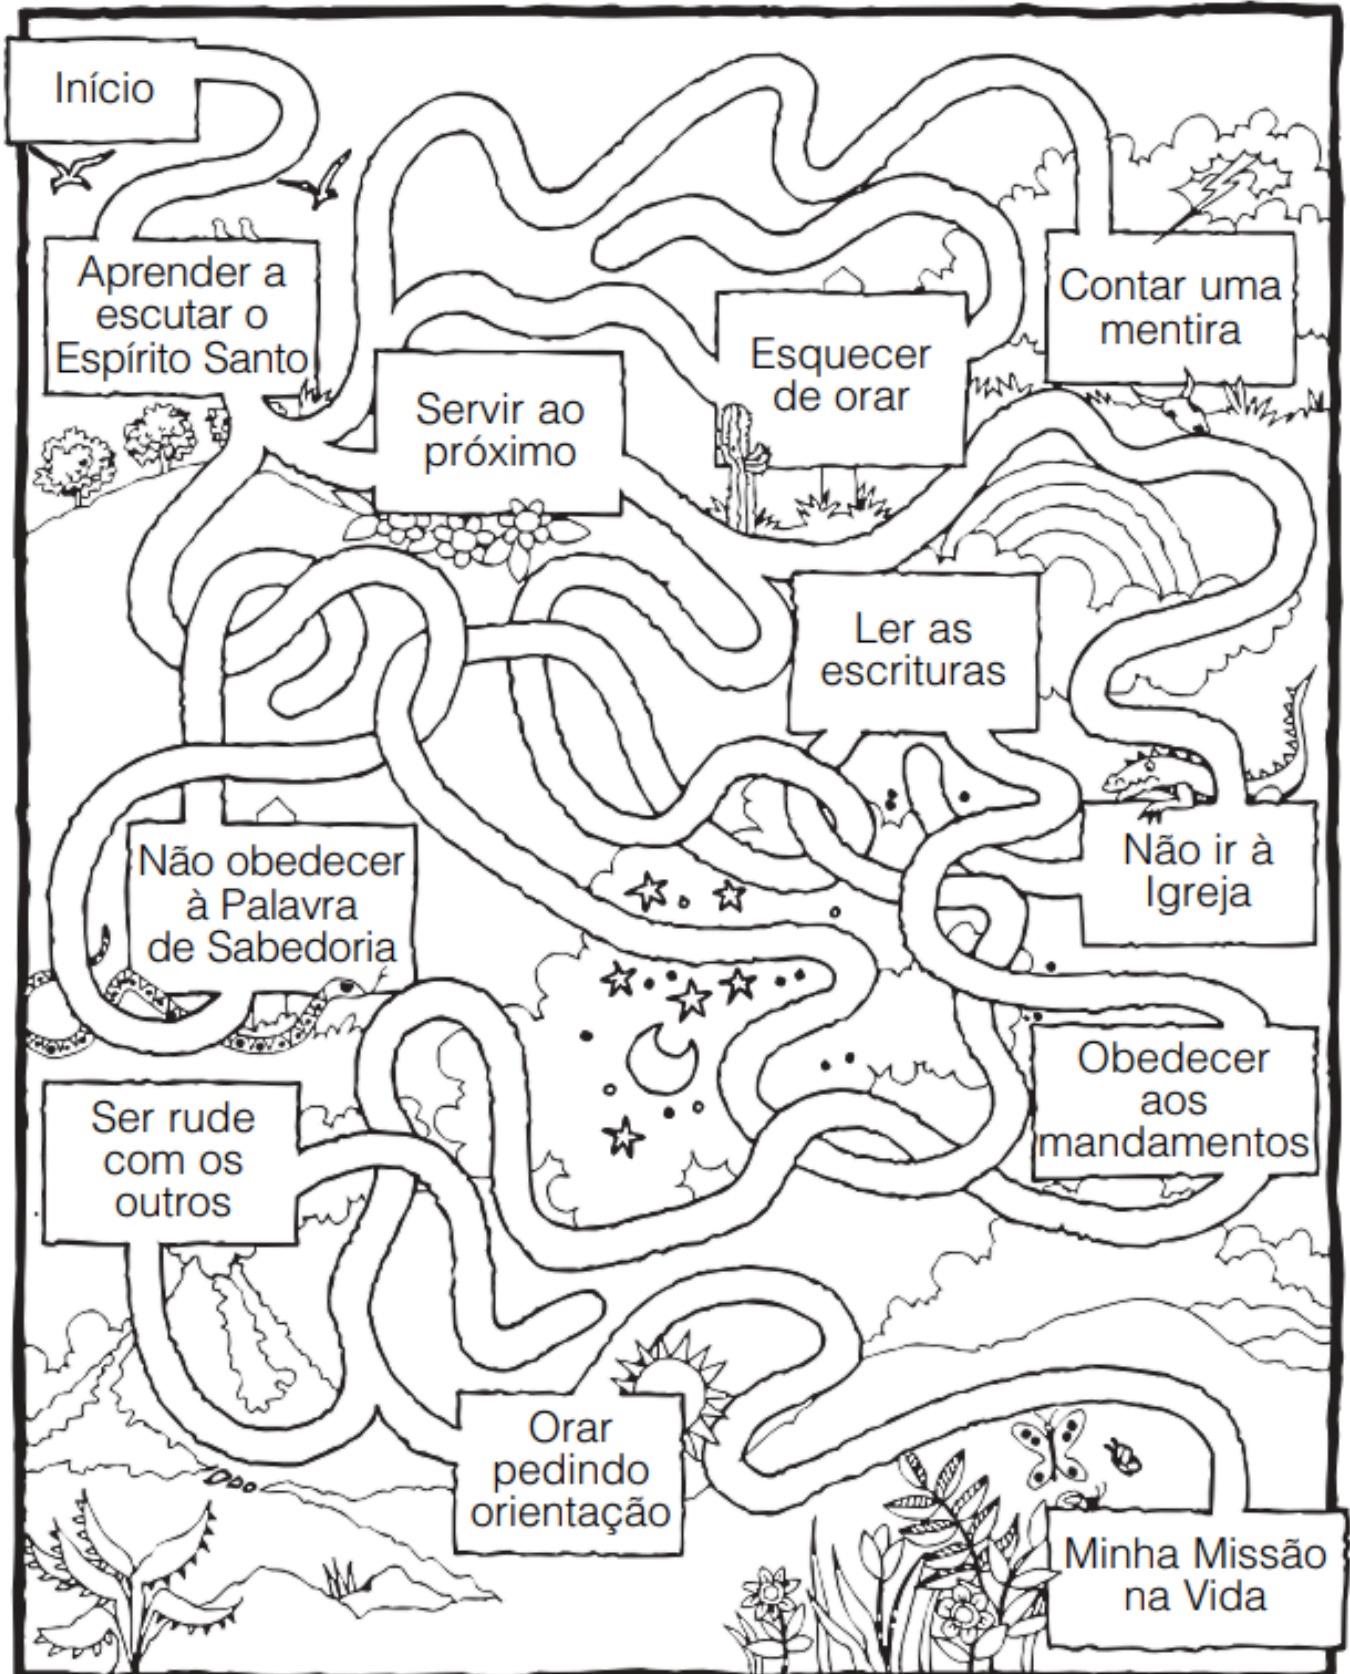 Início
Aprender a
escutar o
Espírito Santo
Contar uma
mentira
Esquecer
de orar
Servir ao
próximo
Ler as
escrituras
Não ir à
Igreja
Não obedecer
à Palavra
de Sabedoria
Obedecer
aos
mandamentos
Ser rude
com os
outros
Orar
pedindo
orientação
Minha Missão
na Vida